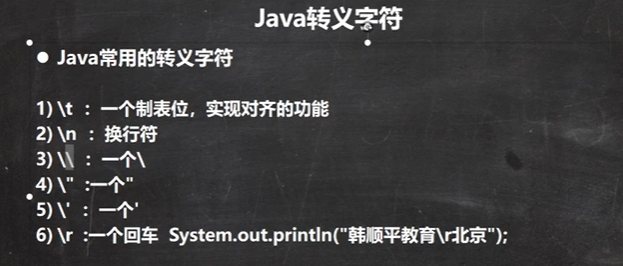 Java转义字符
● Java常用的转义字符
1) \t ：一个制表位，实现对齐的功能
2) \n ：换行符
3) \\ ：一个\
4) \" :一个"
5) \' ：一个'
6) \r :一个回车 System.out.println("韩顺平教育\r北京");